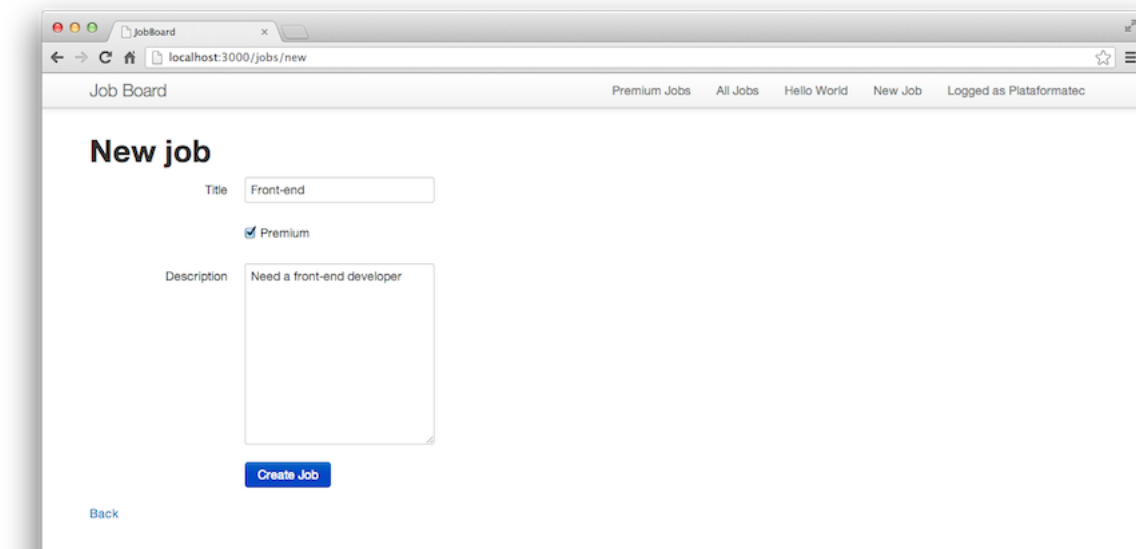 JobBoard
localhost:3000/jobs/new
Job Board Premium Jobs All Jobs Hello World New Job Logged as Plataformatec
New job
Title Front-end
Premium
Description Need a front-end developer
Create Job
Back